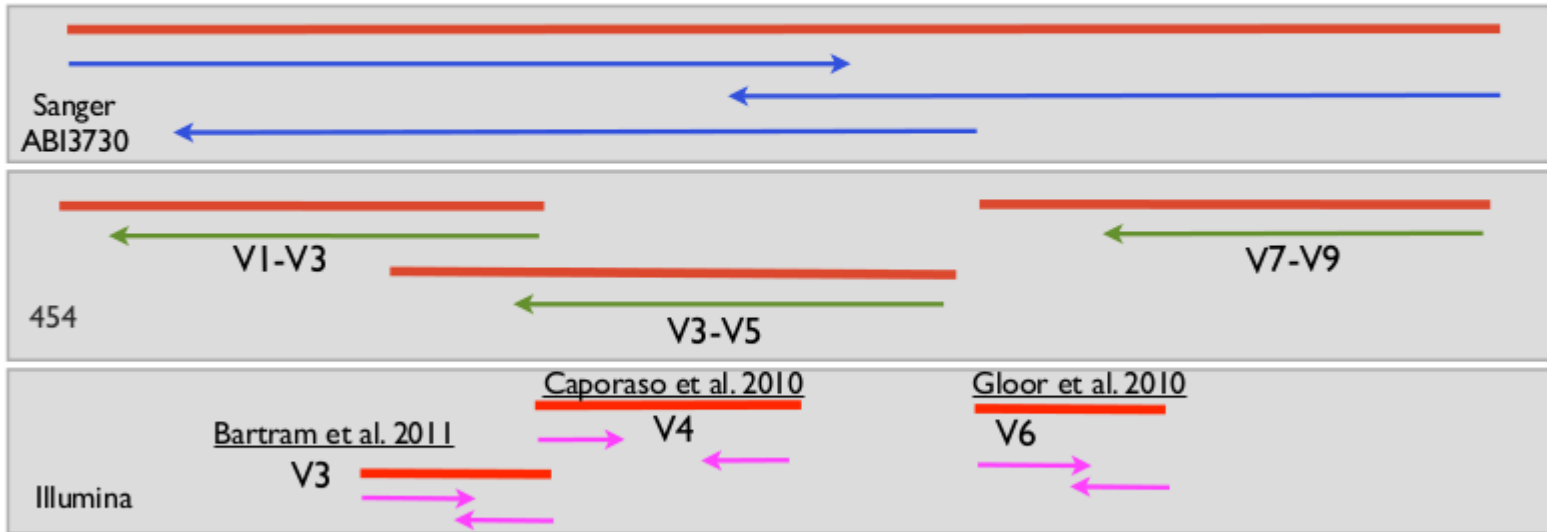 Sanger
ABI3730
V1-V3
V7-V9
454
V3-V5
Caporaso et al. 2010
Gloor et al. 2010
Bartram et al. 2011
V4
V6
V3
Illumina